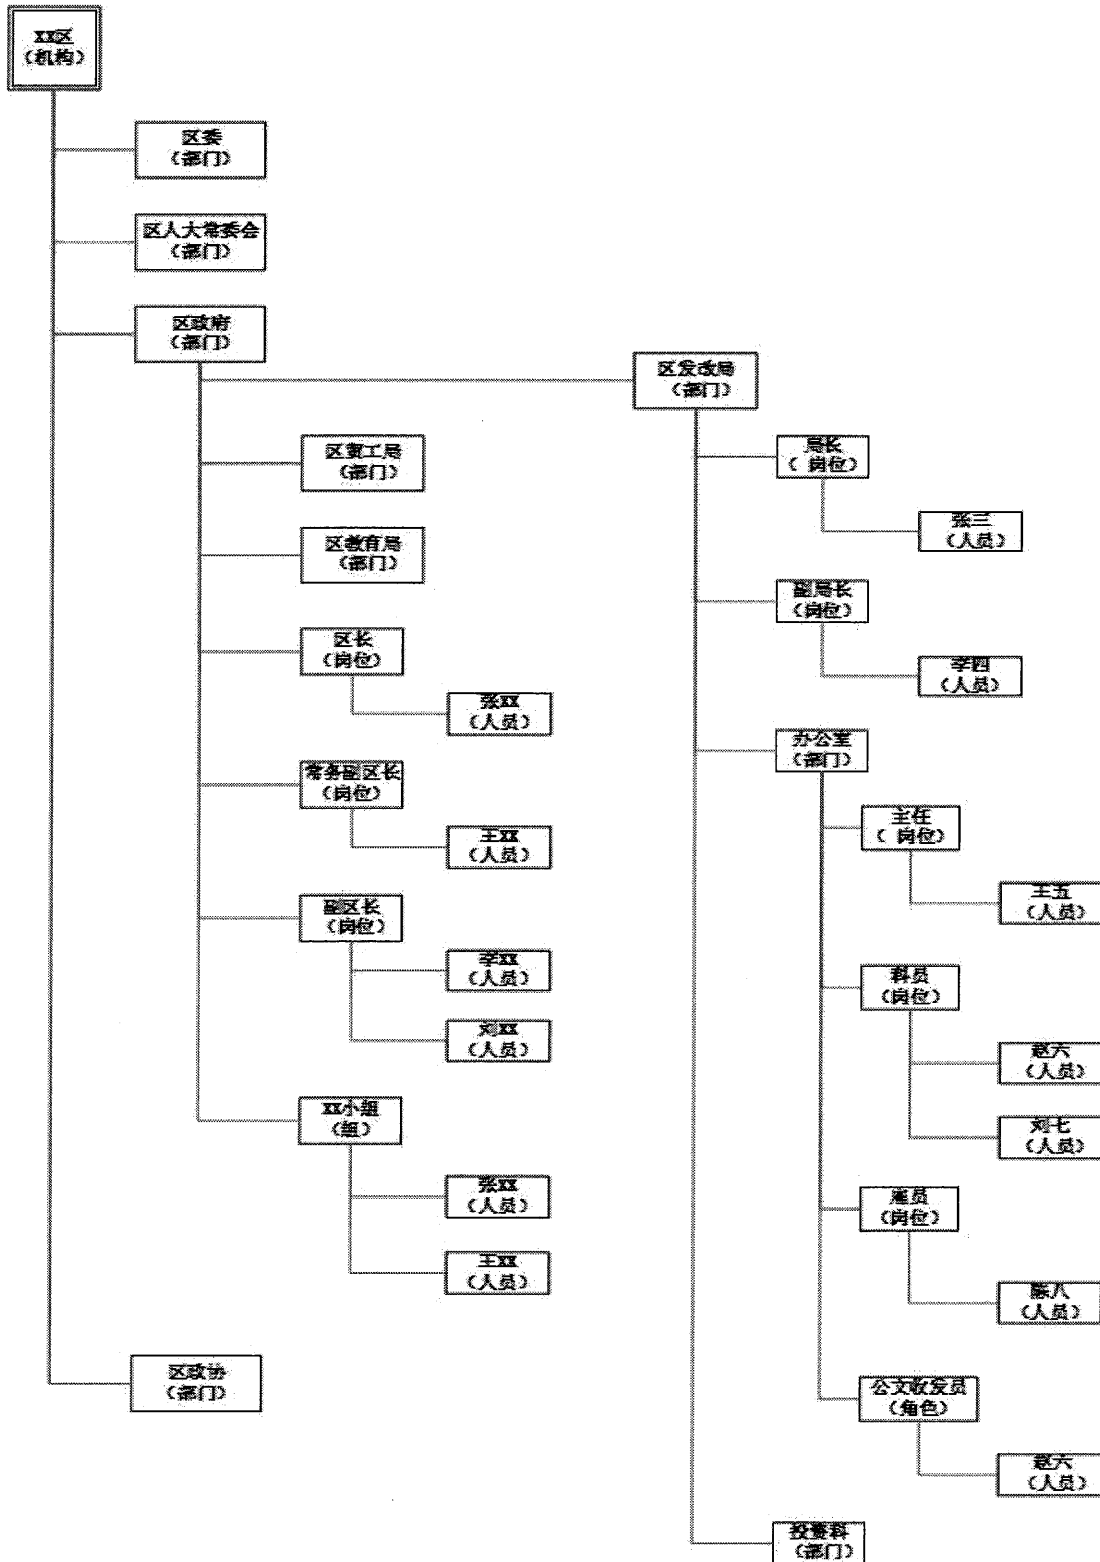 XX区
（机构）
区委
（部门）
区人大常委会
（部门）
区政府
（部门）
区发改局
（部门）
区贸工局
（部门）
区教育局
（部门）
区长
（岗位）
张XX
（人员）
常务副区长
（岗位）
王XX
（人员）
副区长
（岗位）
李XX
（人员）
刘XX
（人员）
XX小组
（组）
张XX
（人员）
王XX
（人员）
区政协
（部门）
局长
（ 岗位）
张三
（人员）
副局长
（岗位）
李四
（人员）
办公室
（部门）
主任
（ 岗位）
王五
（人员）
科员
（岗位）
赵六
（人员）
刘七
（人员）
雇员
（岗位）
陈八
（人员）
公文收发员
（角色）
赵六
（人员）
投资科
（部门）